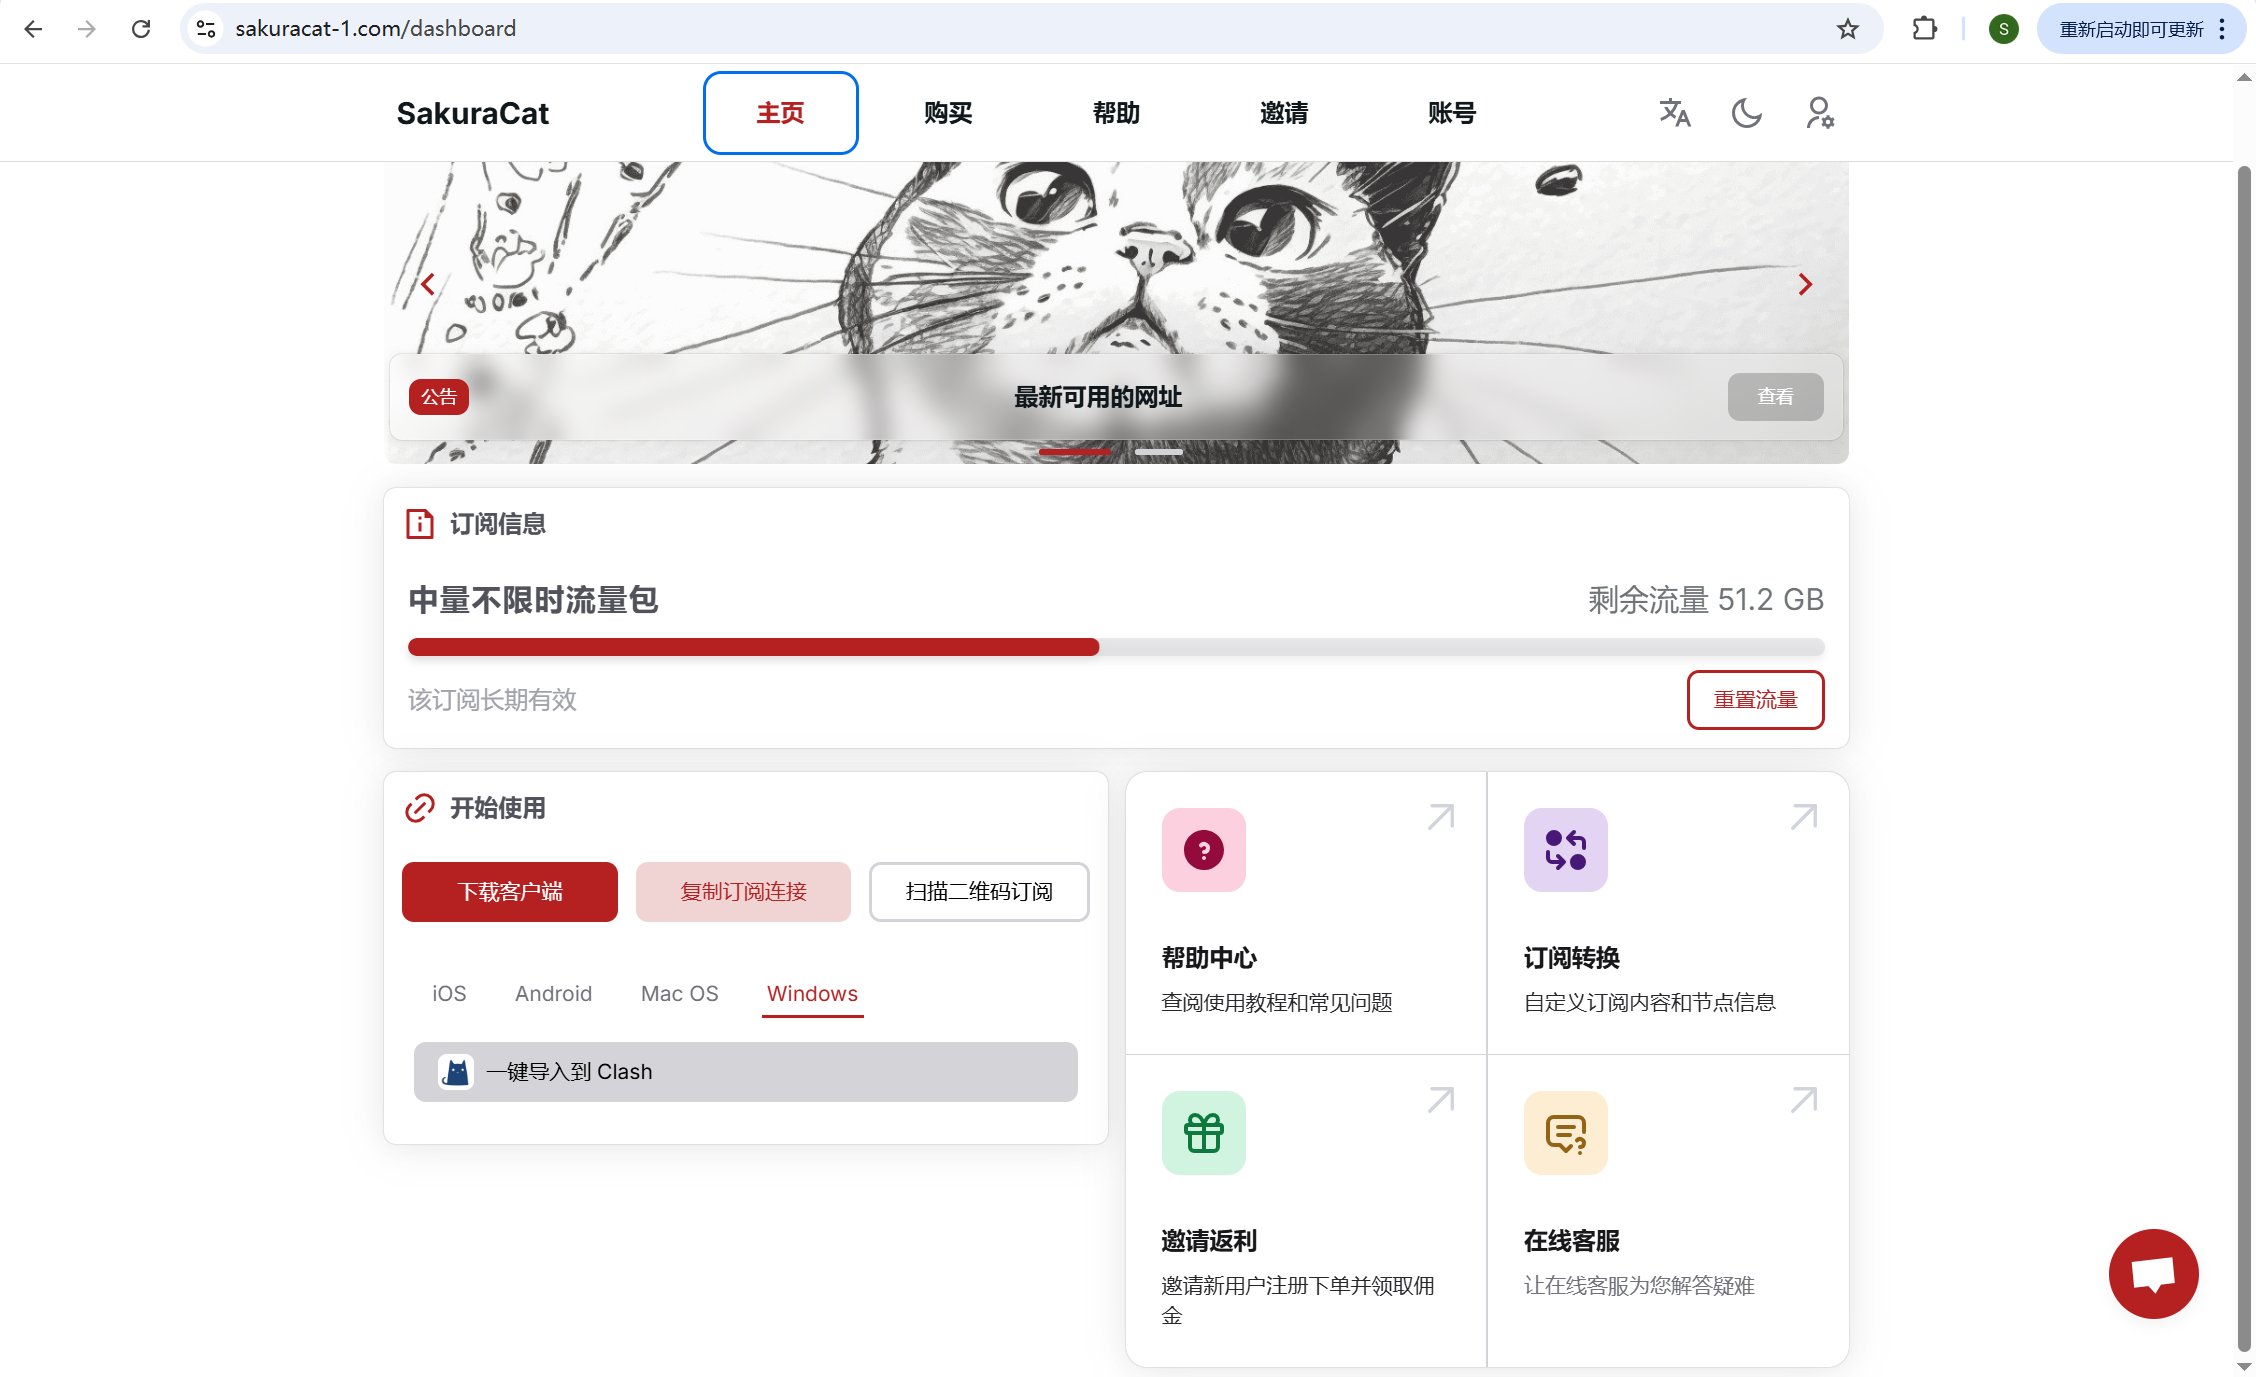 sakuracat-1.com/dashboard
S
重新启动即可更新
SakuraCat
主页
购买
帮助
邀请
账号
公告
最新可用的网址
查看
订阅信息
中量不限时流量包
剩余流量 51.2 GB
该订阅长期有效
重置流量
开始使用
下载客户端
复制订阅连接
扫描二维码订阅
iOS
Android
Mac OS
Windows
一键导入到 Clash
帮助中心
查阅使用教程和常见问题
订阅转换
自定义订阅内容和节点信息
邀请返利
邀请新用户注册下单并领取佣
金
在线客服
让在线客服为您解答疑难